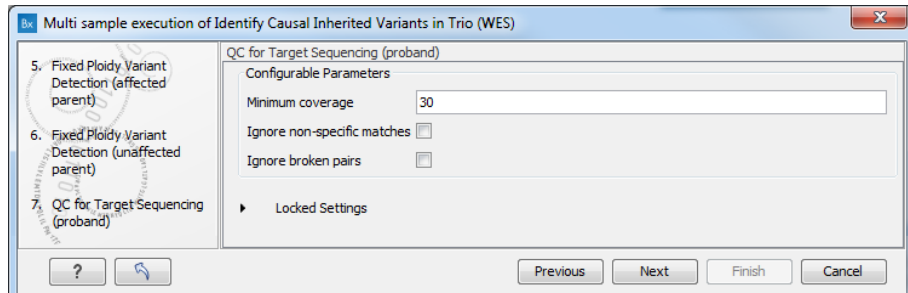 Bx Multi sample execution of Identify Causal Inherited Variants in Trio (WES)
x
5. Fixed Ploidy Variant
Detection (affected
parent)
6. Fixed Ploidy Variant
Detection (unaffected
parent)
7. QC for Target Sequencing
(proband)
QC for Target Sequencing (proband)
Configurable Parameters
Minimum coverage 30
Ignore non-specific matches
Ignore broken pairs
Locked Settings
? Previous Next Finish Cancel